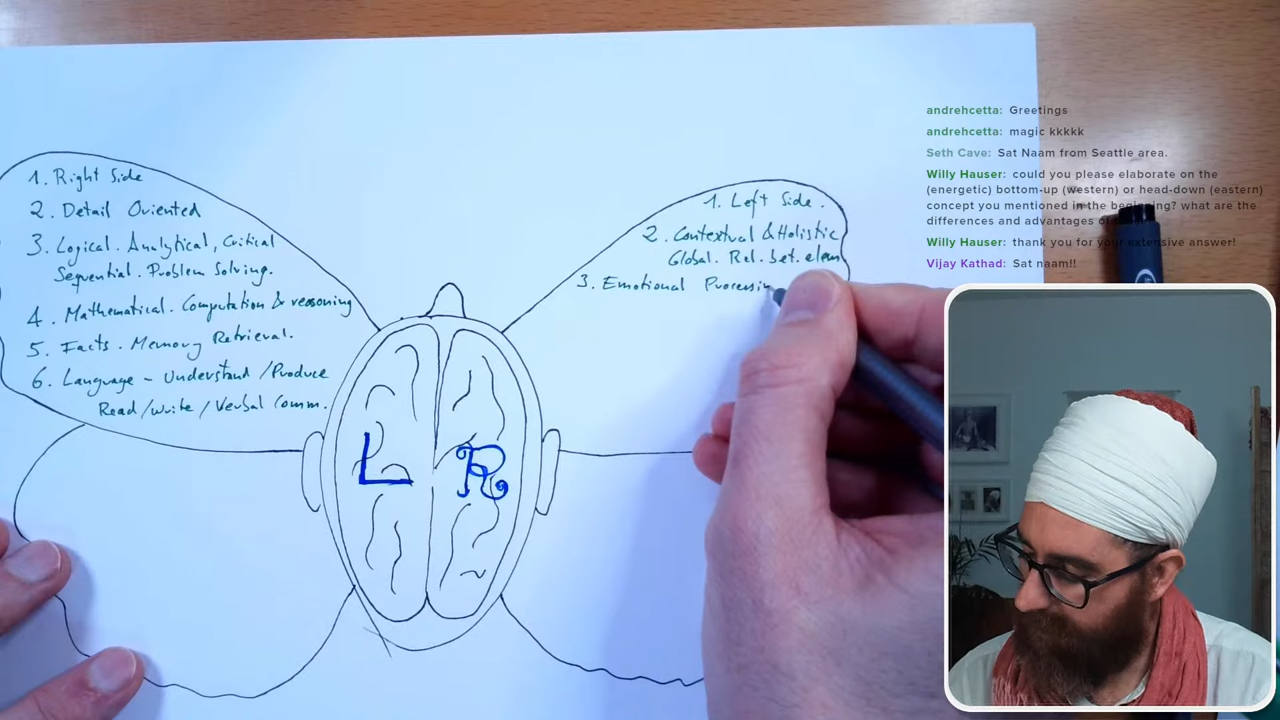 1. Right Side
2. Detail Oriented
3. Logical. Analytical, Critical
Sequential. Problem Solving.
4. Mathematical. Computation & reasoning
5. Facts. Memory Retrieval.
6. Language - Understand /Produce
Read/Write/Verbal Comm.
1. Left Side.
2. Contextual & Holistic
Global. Rel. bet. elem
3. Emotional Processin
L
R
andrehcetta: Greetings
andrehcetta: magic kkkkk
Seth Cave: Sat Naam from Seattle area.
Willy Hauser: could you please elaborate on the
(energetic) bottom-up (western) or head-down (eastern)
concept you mentioned in the beginning? what are the
differences and advantages
Willy Hauser: thank you for your extensive answer!
Vijay Kathad: Sat naam!!